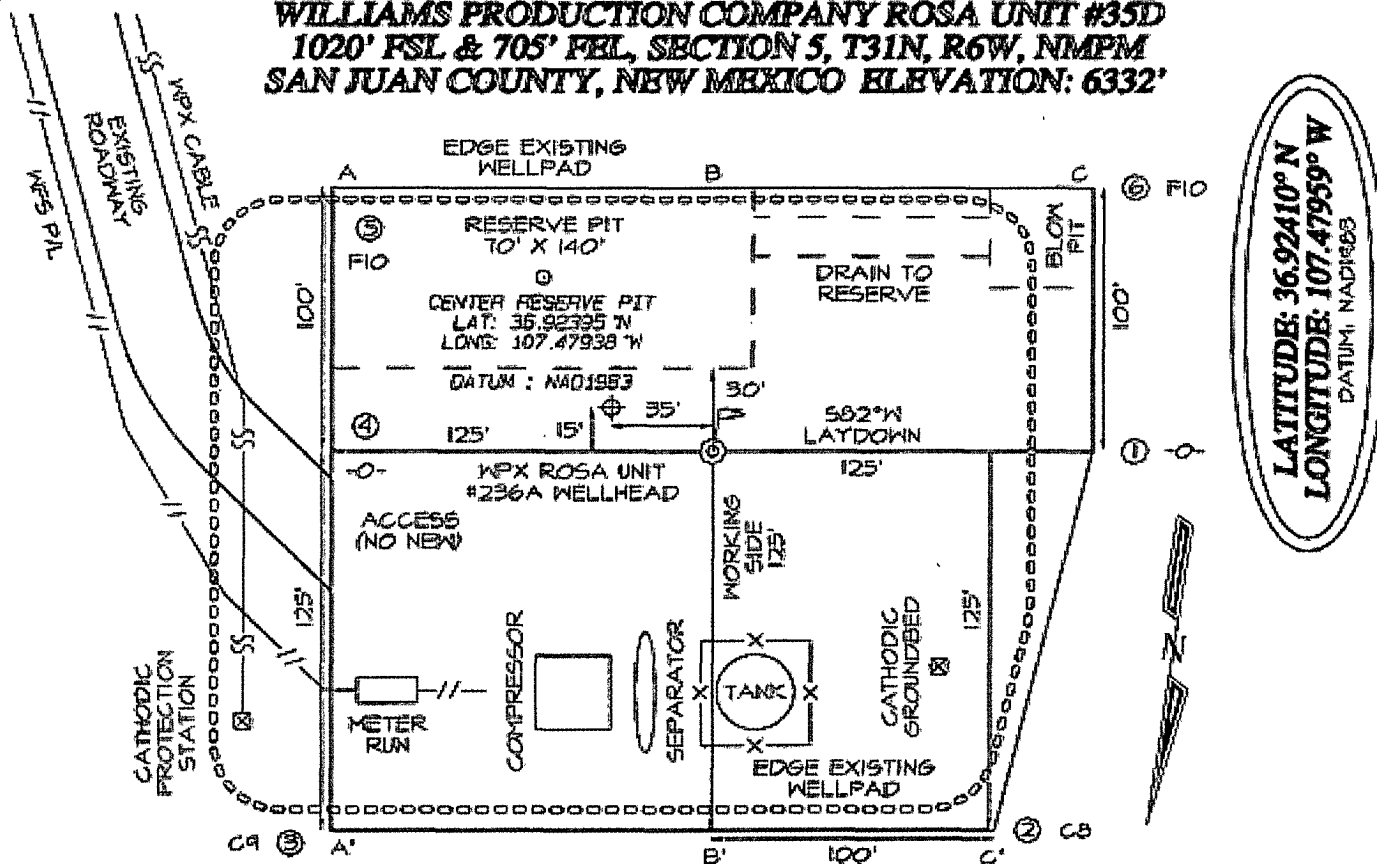 WILLIAMS PRODUCTION COMPANY ROSA UNIT #35D
1020' FSL & 705' FEL, SECTION 5, T31N, R6W, NMPM
SAN JUAN COUNTY, NEW MEXICO ELEVATION: 6332'
LATITUDE: 36.92410° N
LONGITUDE: 107.47959° W
DATUM: NAD1983
WFS P/L
EXISTING
ROADWAY
WPX CABLE
EDGE EXISTING
WELLPAD
A
B
C
6 F10
5
F10
RESERVE PIT
70' X 140'
CENTER RESERVE PIT
LAT: 36.92395 °N
LONG: 107.47938 °W
DATUM : NAD1983
DRAIN TO
RESERVE
BLOW
PIT
100'
100'
4
-0-
125'
15'
35'
30'
S82°W
LAYDOWN
125'
1 -0-
WPX ROSA UNIT
#236A WELLHEAD
ACCESS
(NO NEW)
WORKING
SIDE
125'
125'
125'
CATHODIC
PROTECTION
STATION
METER
RUN
COMPRESSOR
SEPARATOR
TANK
CATHODIC
GROUNDBED
EDGE EXISTING
WELLPAD
N
C9 3
A'
B'
100'
C'
2 C8